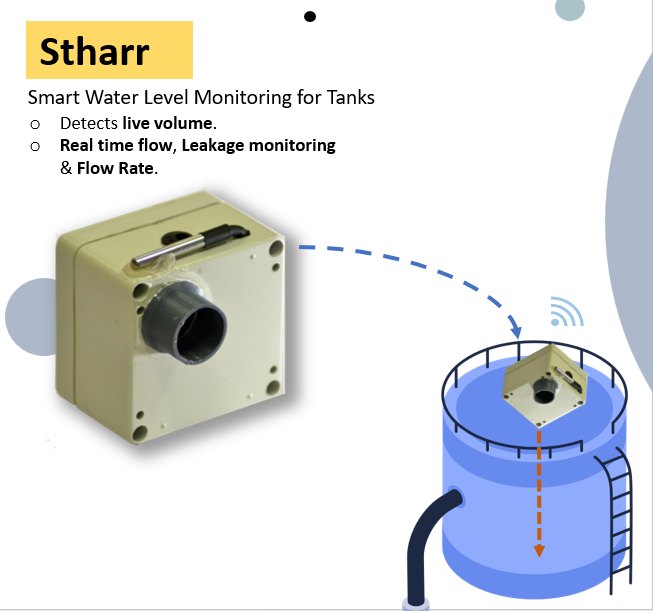 Stharr
Smart Water Level Monitoring for Tanks
○ Detects live volume.
○ Real time flow, Leakage monitoring
& Flow Rate.